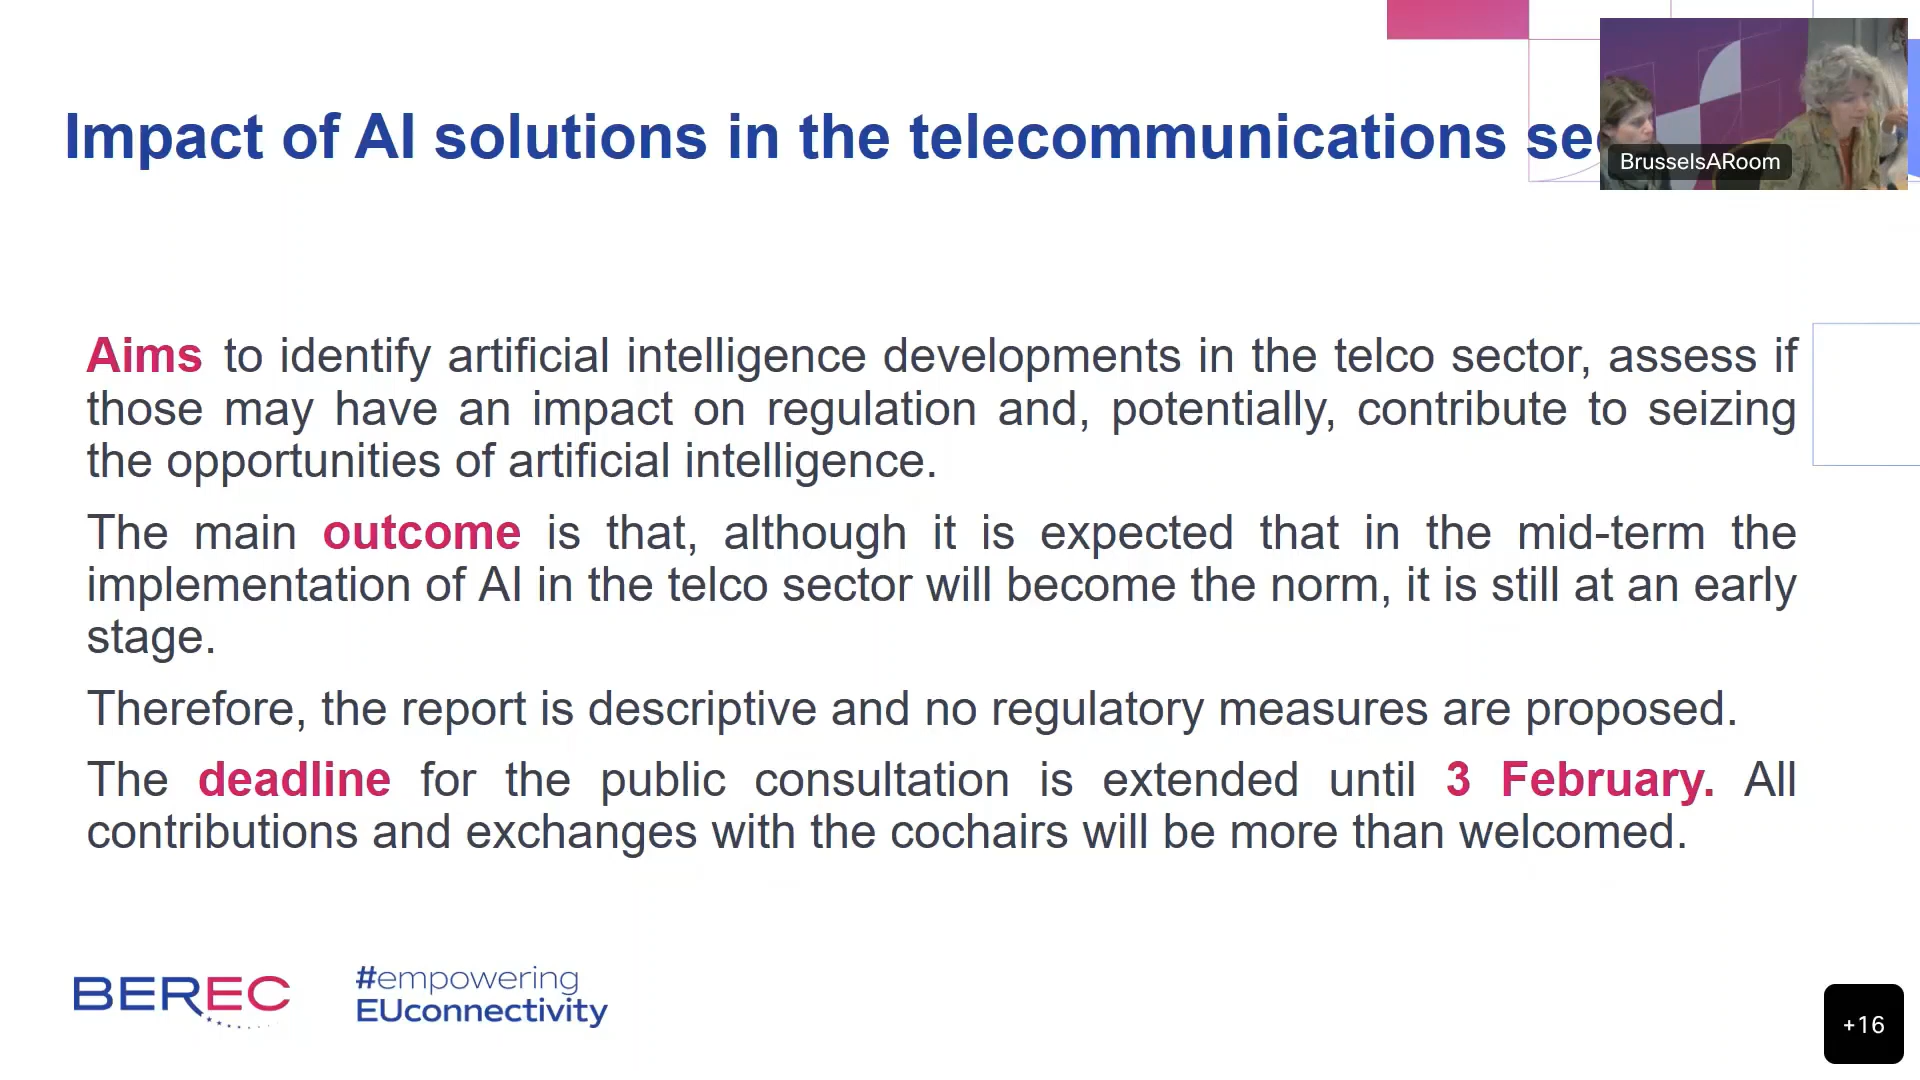 Impact of AI solutions in the telecommunications se
BrusselsARoom
Aims to identify artificial intelligence developments in the telco sector, assess if
those may have an impact on regulation and, potentially, contribute to seizing
the opportunities of artificial intelligence.
The main outcome is that, although it is expected that in the mid-term the
implementation of AI in the telco sector will become the norm, it is still at an early
stage.
Therefore, the report is descriptive and no regulatory measures are proposed.
The deadline for the public consultation is extended until 3 February. All
contributions and exchanges with the cochairs will be more than welcomed.
BEREC
#empowering
EUconnectivity
+16